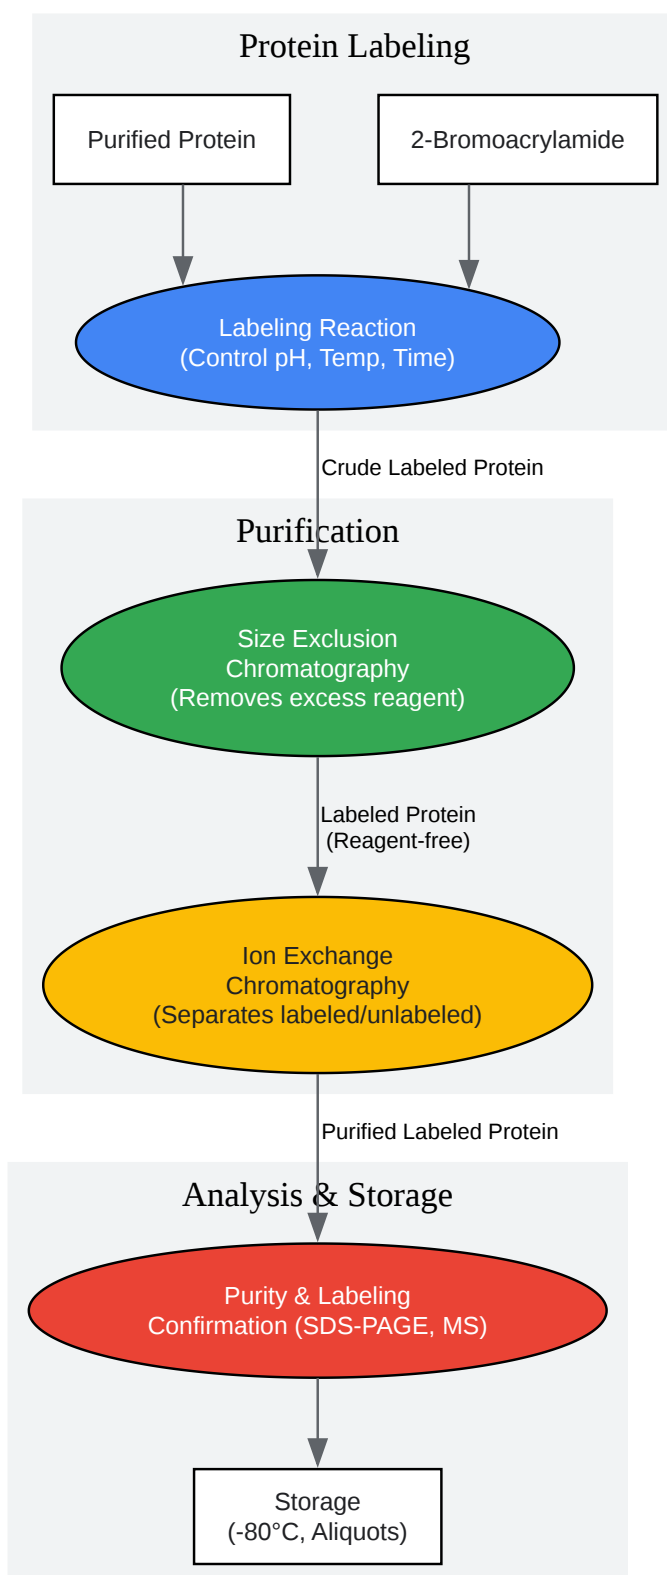 Protein Labeling
Purified Protein
2-Bromoacrylamide
Labeling Reaction
(Control pH, Temp, Time)
Crude Labeled Protein
Purification
Size Exclusion
Chromatography
(Removes excess reagent)
Labeled Protein
(Reagent-free)
Ion Exchange
Chromatography
(Separates labeled/unlabeled)
Purified Labeled Protein
Analysis & Storage
Purity & Labeling
Confirmation (SDS-PAGE, MS)
Storage
(-80°C, Aliquots)